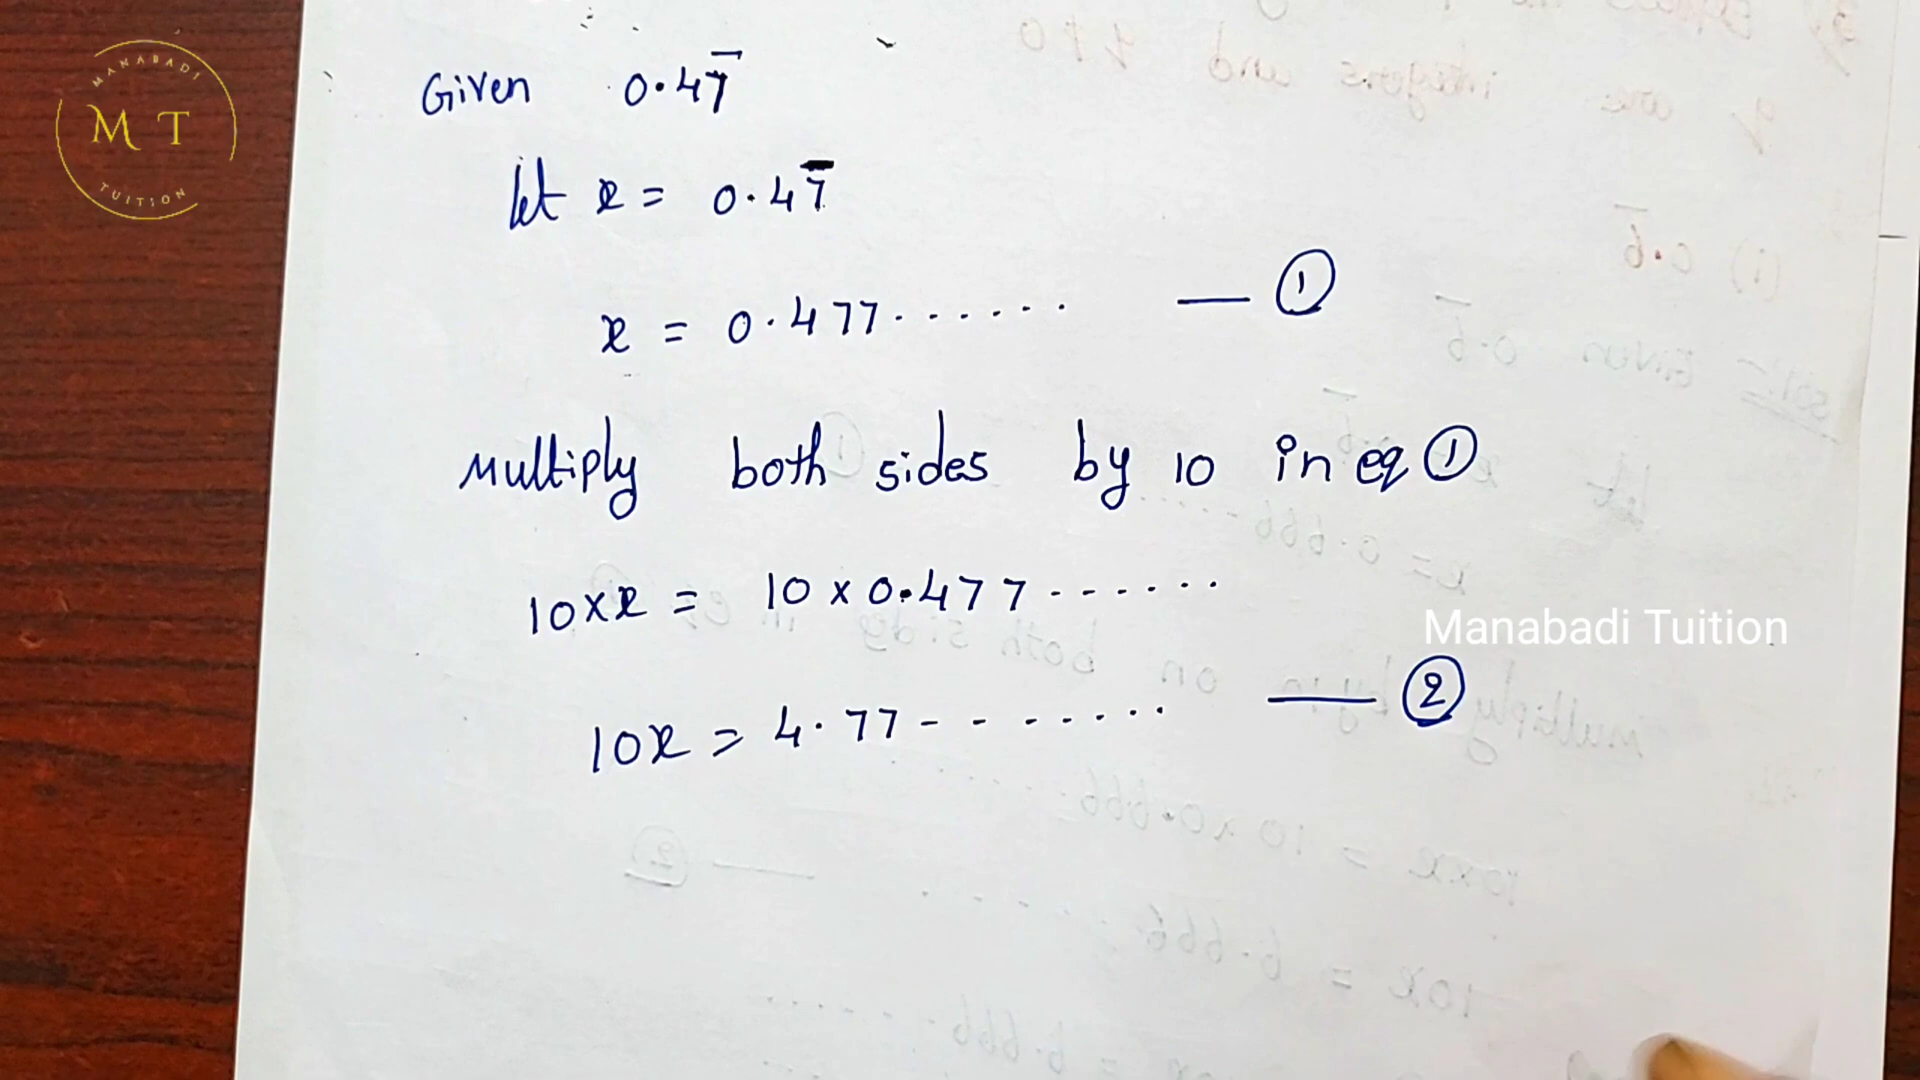 MANABADI
M T
TUITION
Given 0.47̅
let x = 0.47̅
x = 0.477...... — ①
Multiply both sides by 10 in eq ①
10×x = 10×0.477------
Manabadi Tuition
10x = 4.77-------- — ②